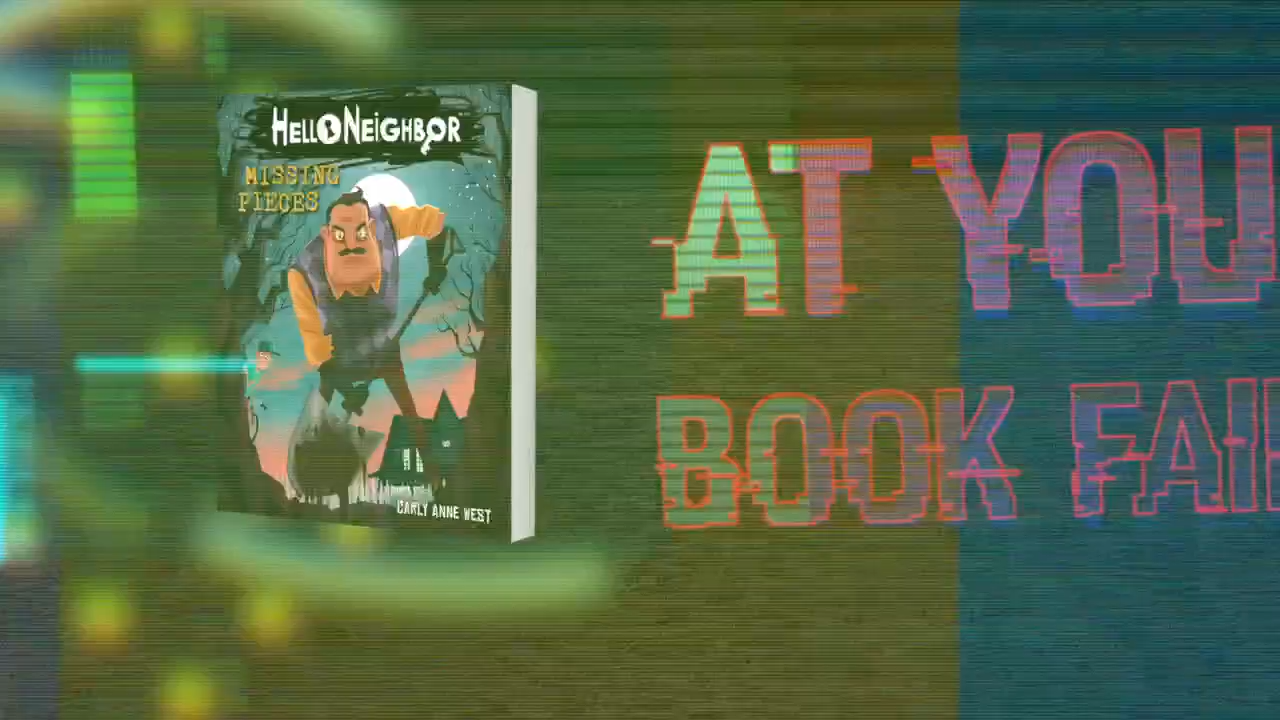 HELLO NEIGHBOR
MISSING
PIECES
CARLY ANNE WEST
AT YOU
BOOK FAI